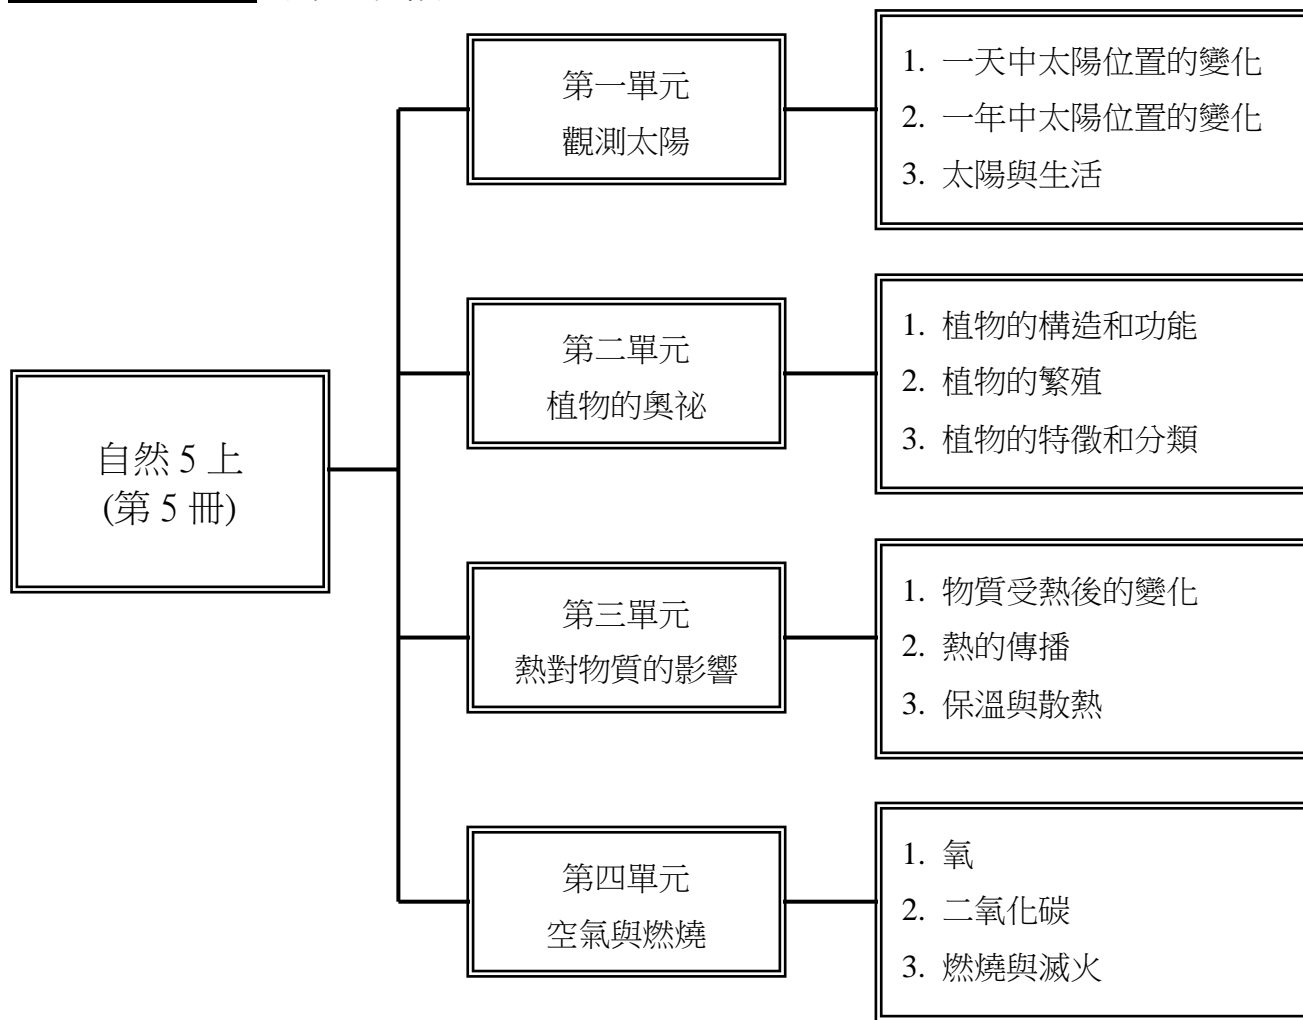 自然 5 上
(第 5 冊)
第一單元
觀測太陽
1. 一天中太陽位置的變化
2. 一年中太陽位置的變化
3. 太陽與生活
第二單元
植物的奧祕
1. 植物的構造和功能
2. 植物的繁殖
3. 植物的特徵和分類
第三單元
熱對物質的影響
1. 物質受熱後的變化
2. 熱的傳播
3. 保溫與散熱
第四單元
空氣與燃燒
1. 氧
2. 二氧化碳
3. 燃燒與滅火